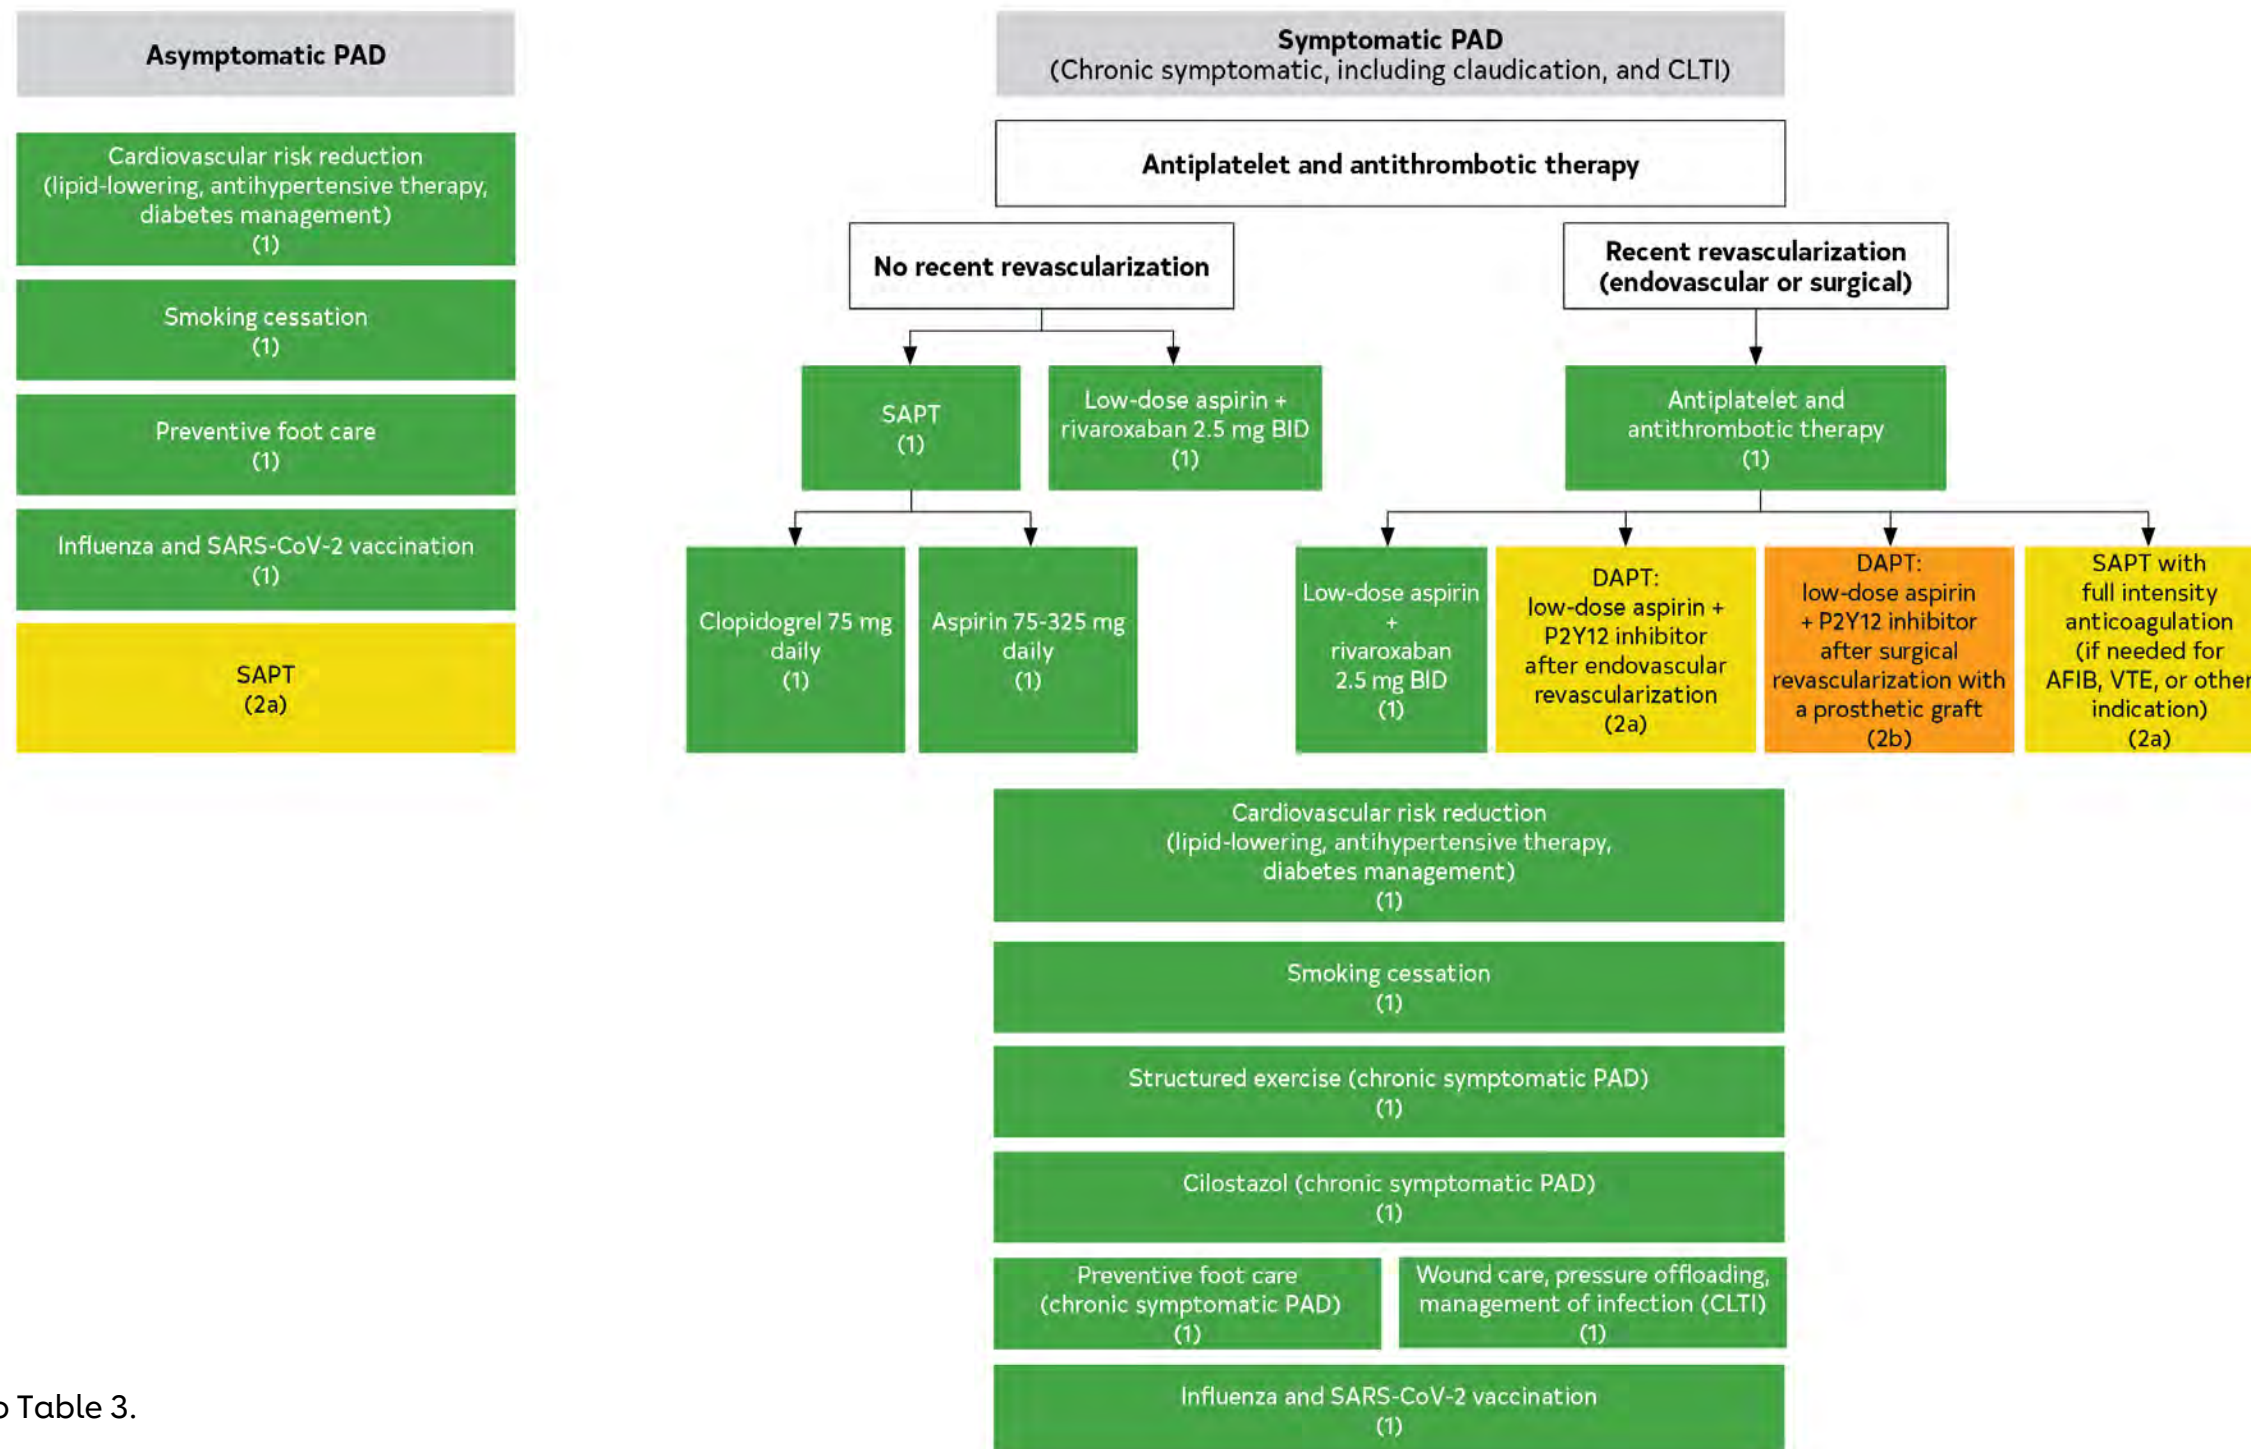 Asymptomatic PAD
Cardiovascular risk reduction
(lipid-lowering, antihypertensive therapy,
diabetes management)
(1)
Smoking cessation
(1)
Preventive foot care
(1)
Influenza and SARS-CoV-2 vaccination
(1)
SAPT
(2a)
Symptomatic PAD
(Chronic symptomatic, including claudication, and CLTI)
Antiplatelet and antithrombotic therapy
No recent revascularization
Recent revascularization
(endovascular or surgical)
SAPT
(1)
Low-dose aspirin +
rivaroxaban 2.5 mg BID
(1)
Antiplatelet and
antithrombotic therapy
(1)
Clopidogrel 75 mg
daily
(1)
Aspirin 75-325 mg
daily
(1)
Low-dose aspirin
+
rivaroxaban
2.5 mg BID
(1)
DAPT:
low-dose aspirin +
P2Y12 inhibitor
after endovascular
revascularization
(2a)
DAPT:
low-dose aspirin
+ P2Y12 inhibitor
after surgical
revascularization with
a prosthetic graft
(2b)
SAPT with
full intensity
anticoagulation
(if needed for
AFIB, VTE, or other
indication)
(2a)
Cardiovascular risk reduction
(lipid-lowering, antihypertensive therapy,
diabetes management)
(1)
Smoking cessation
(1)
Structured exercise (chronic symptomatic PAD)
(1)
Cilostazol (chronic symptomatic PAD)
(1)
Preventive foot care
(chronic symptomatic PAD)
(1)
Wound care, pressure offloading,
management of infection (CLTI)
(1)
Influenza and SARS-CoV-2 vaccination
(1)
Table 3.